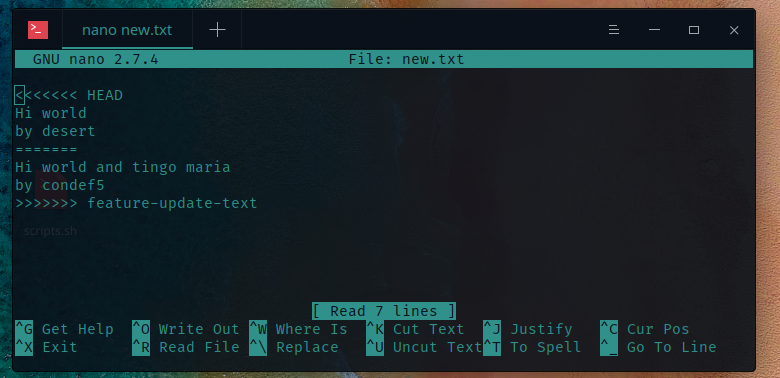 nano new.txt
GNU nano 2.7.4 File: new.txt
<<<<<<< HEAD
Hi world
by desert
=======
Hi world and tingo maria
by condef5
>>>>>>> feature-update-text
scripts.sh
[ Read 7 lines ]
^G Get Help ^O Write Out ^W Where Is ^K Cut Text ^J Justify ^C Cur Pos
^X Exit ^R Read File ^\ Replace ^U Uncut Text ^T To Spell ^_ Go To Line